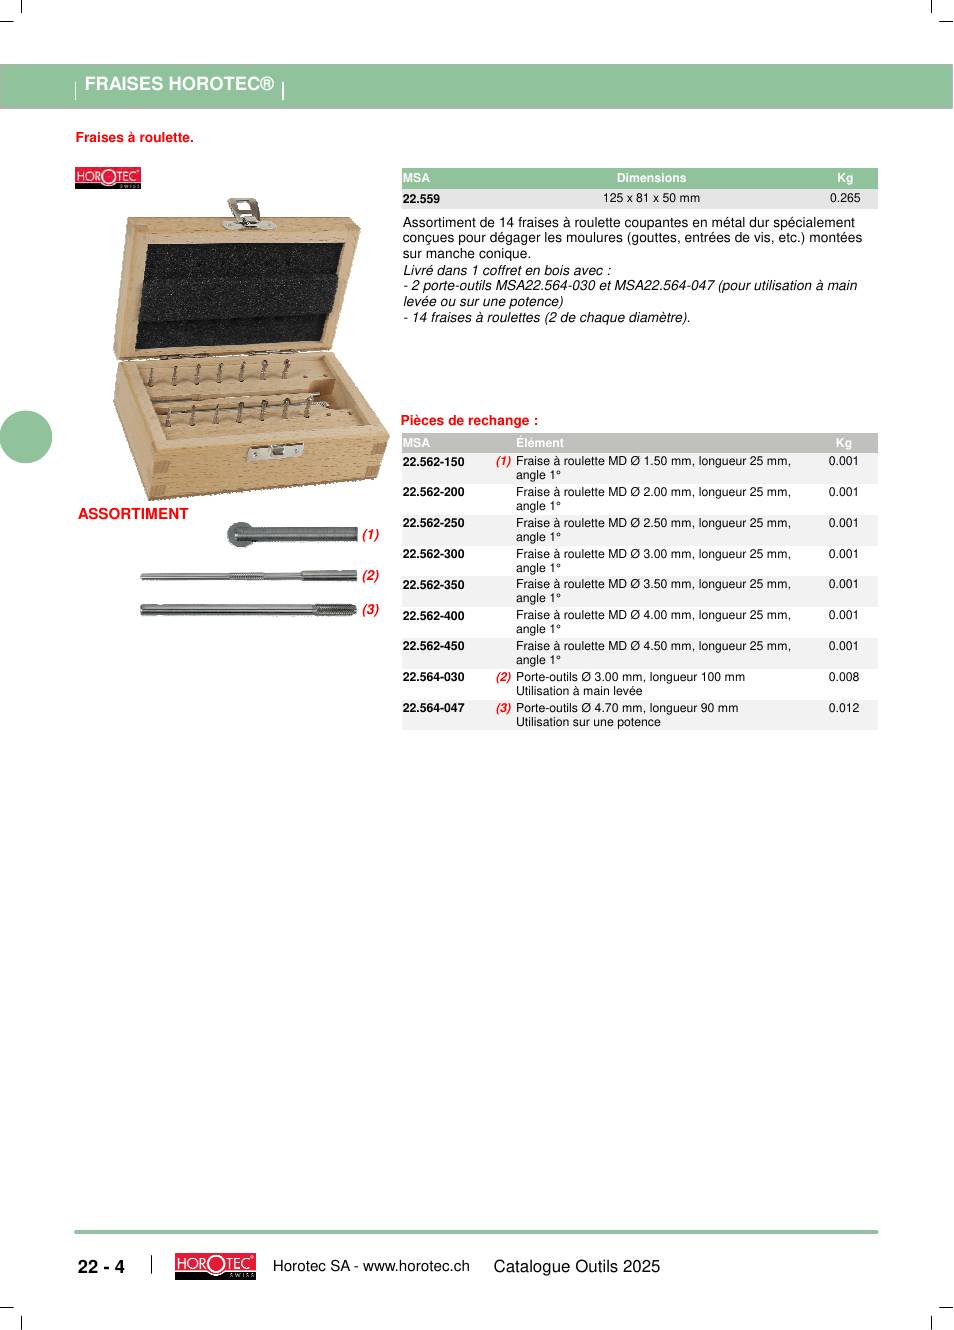 FRAISES HOROTEC®
Fraises à roulette.
HOROTEC®
SWISS
MSA Dimensions Kg
22.559 125 x 81 x 50 mm 0.265
Assortiment de 14 fraises à roulette coupantes en métal dur spécialement
conçues pour dégager les moulures (gouttes, entrées de vis, etc.) montées
sur manche conique.
Livré dans 1 coffret en bois avec :
- 2 porte-outils MSA22.564-030 et MSA22.564-047 (pour utilisation à main
levée ou sur une potence)
- 14 fraises à roulettes (2 de chaque diamètre).
ASSORTIMENT
(1)
(2)
(3)
Pièces de rechange :
MSA Élément Kg
22.562-150 (1) Fraise à roulette MD Ø 1.50 mm, longueur 25 mm, 0.001
angle 1°
22.562-200 Fraise à roulette MD Ø 2.00 mm, longueur 25 mm, 0.001
angle 1°
22.562-250 Fraise à roulette MD Ø 2.50 mm, longueur 25 mm, 0.001
angle 1°
22.562-300 Fraise à roulette MD Ø 3.00 mm, longueur 25 mm, 0.001
angle 1°
22.562-350 Fraise à roulette MD Ø 3.50 mm, longueur 25 mm, 0.001
angle 1°
22.562-400 Fraise à roulette MD Ø 4.00 mm, longueur 25 mm, 0.001
angle 1°
22.562-450 Fraise à roulette MD Ø 4.50 mm, longueur 25 mm, 0.001
angle 1°
22.564-030 (2) Porte-outils Ø 3.00 mm, longueur 100 mm 0.008
Utilisation à main levée
22.564-047 (3) Porte-outils Ø 4.70 mm, longueur 90 mm 0.012
Utilisation sur une potence
22 - 4 HOROTEC® SWISS Horotec SA - www.horotec.ch Catalogue Outils 2025